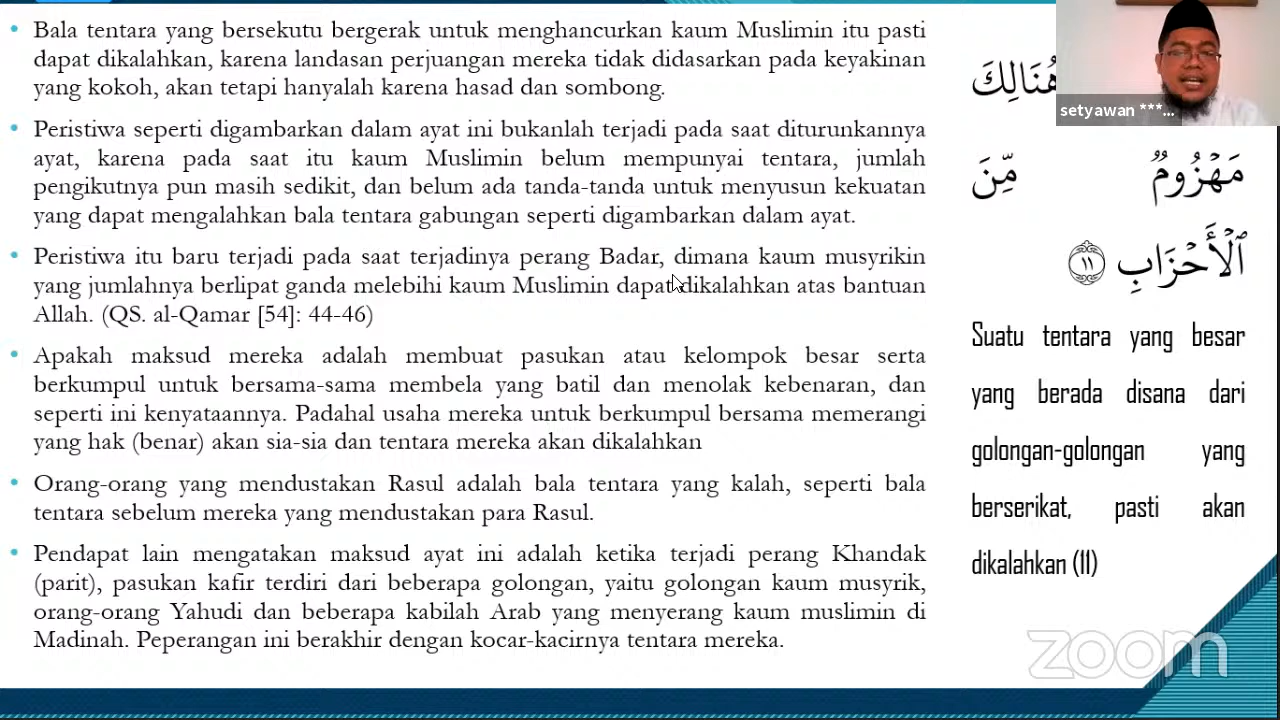 • Bala tentara yang bersekutu bergerak untuk menghancurkan kaum Muslimin itu pasti
dapat dikalahkan, karena landasan perjuangan mereka tidak didasarkan pada keyakinan
yang kokoh, akan tetapi hanyalah karena hasad dan sombong.
• Peristiwa seperti digambarkan dalam ayat ini bukanlah terjadi pada saat diturunkannya
ayat, karena pada saat itu kaum Muslimin belum mempunyai tentara, jumlah
pengikutnya pun masih sedikit, dan belum ada tanda-tanda untuk menyusun kekuatan
yang dapat mengalahkan bala tentara gabungan seperti digambarkan dalam ayat.
• Peristiwa itu baru terjadi pada saat terjadinya perang Badar, dimana kaum musyrikin
yang jumlahnya berlipat ganda melebihi kaum Muslimin dapat dikalahkan atas bantuan
Allah. (QS. al-Qamar [54]: 44-46)
• Apakah maksud mereka adalah membuat pasukan atau kelompok besar serta
berkumpul untuk bersama-sama membela yang batil dan menolak kebenaran, dan
seperti ini kenyataannya. Padahal usaha mereka untuk berkumpul bersama memerangi
yang hak (benar) akan sia-sia dan tentara mereka akan dikalahkan
• Orang-orang yang mendustakan Rasul adalah bala tentara yang kalah, seperti bala
tentara sebelum mereka yang mendustakan para Rasul.
• Pendapat lain mengatakan maksud ayat ini adalah ketika terjadi perang Khandak
(parit), pasukan kafir terdiri dari beberapa golongan, yaitu golongan kaum musyrik,
orang-orang Yahudi dan beberapa kabilah Arab yang menyerang kaum muslimin di
Madinah. Peperangan ini berakhir dengan kocar-kacirnya tentara mereka.
هُنَالِكَ
مَهۡزُومٞ مِّنَ
ٱلۡأَحۡزَابِ ١١
Suatu tentara yang besar
yang berada disana dari
golongan-golongan yang
berserikat, pasti akan
dikalahkan (11)
setyawan ***...
zoom